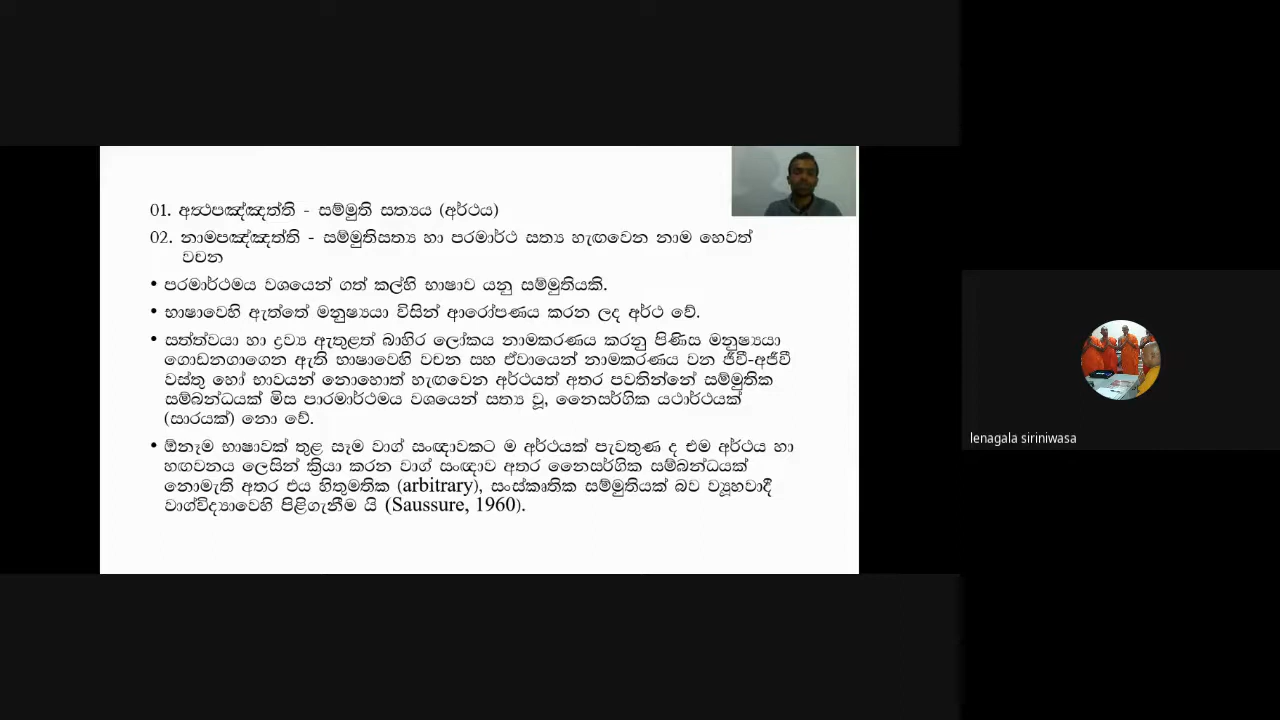 01. අත්‍ථපඤ්ඤත්ති - සම්මුති සත්‍යය (අර්ථය)
02. නාමපඤ්ඤත්ති - සම්මුතිසත්‍ය හා පරමාර්ථ සත්‍ය හැඟවෙන නාම හෙවත්
වචන
• පරමාර්ථමය වශයෙන් ගත් කල්හි භාෂාව යනු සම්මුතියකි.
• භාෂාවෙහි ඇත්තේ මනුෂ්‍යයා විසින් ආරෝපණය කරන ලද අර්ථ වේ.
• සත්ත්වයා හා ද්‍රව්‍ය ඇතුළත් බාහිර ලෝකය නාමකරණය කරනු පිණිස මනුෂ්‍යයා
ගොඩනගාගෙන ඇති භාෂාවෙහි වචන සහ ඒවායෙන් නාමකරණය වන ජීවී-අජීවී
වස්තු හෝ භාවයන් නොහොත් හැඟවෙන අර්ථයත් අතර පවතින්නේ සම්මුතික
සම්බන්ධයක් මිස පාරමාර්ථමය වශයෙන් සත්‍ය වූ, නෛසර්ගික යථාර්ථයක්
(සාරයක්) නො වේ.
• ඕනෑම භාෂාවක් තුළ සෑම වාග් සංඥාවකට ම අර්ථයක් පැවතුණ ද එම අර්ථය හා
හඟවනය ලෙසින් ක්‍රියා කරන වාග් සංඥාව අතර නෛසර්ගික සම්බන්ධයක්
නොමැති අතර එය හිතුමතික (arbitrary), සංස්කෘතික සම්මුතියක් බව ව්‍යූහවාදී
වාග්විද්‍යාවෙහි පිළිගැනීම යි (Saussure, 1960).
lenagala siriniwasa